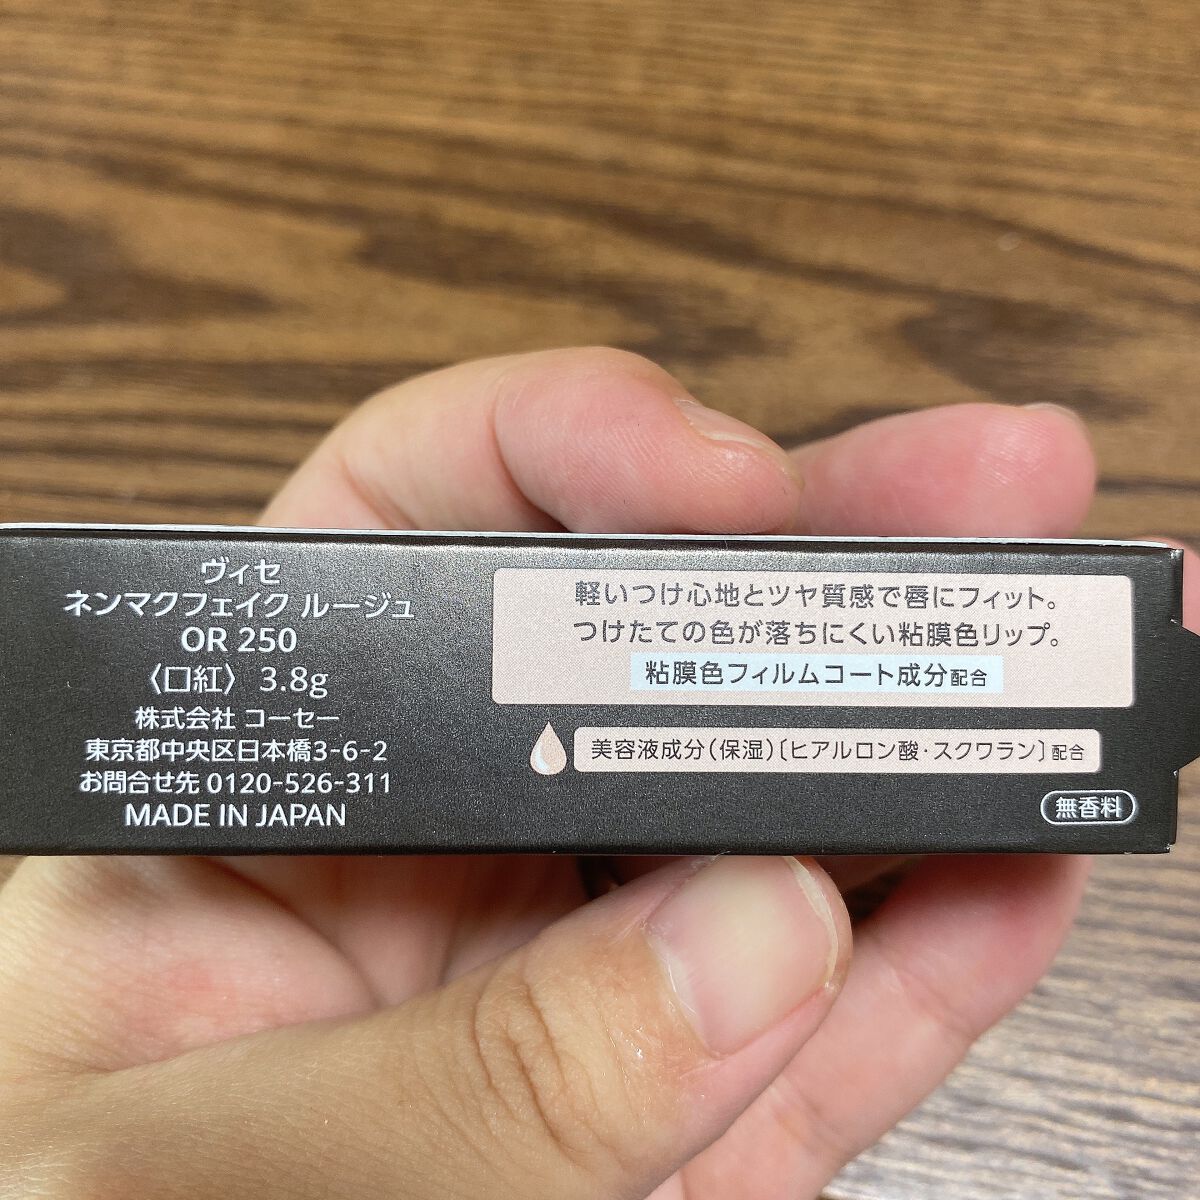 ヴィセ
ネンマクフェイク ルージュ
OR 250
〈口紅〉 3.8g
株式会社 コーセー
東京都中央区日本橋3-6-2
お問合せ先 0120-526-311
MADE IN JAPAN
軽いつけ心地とツヤ質感で唇にフィット。
つけたての色が落ちにくい粘膜色リップ。
粘膜色フィルムコート成分配合
美容液成分(保湿)〔ヒアルロン酸・スクワラン〕配合
無香料